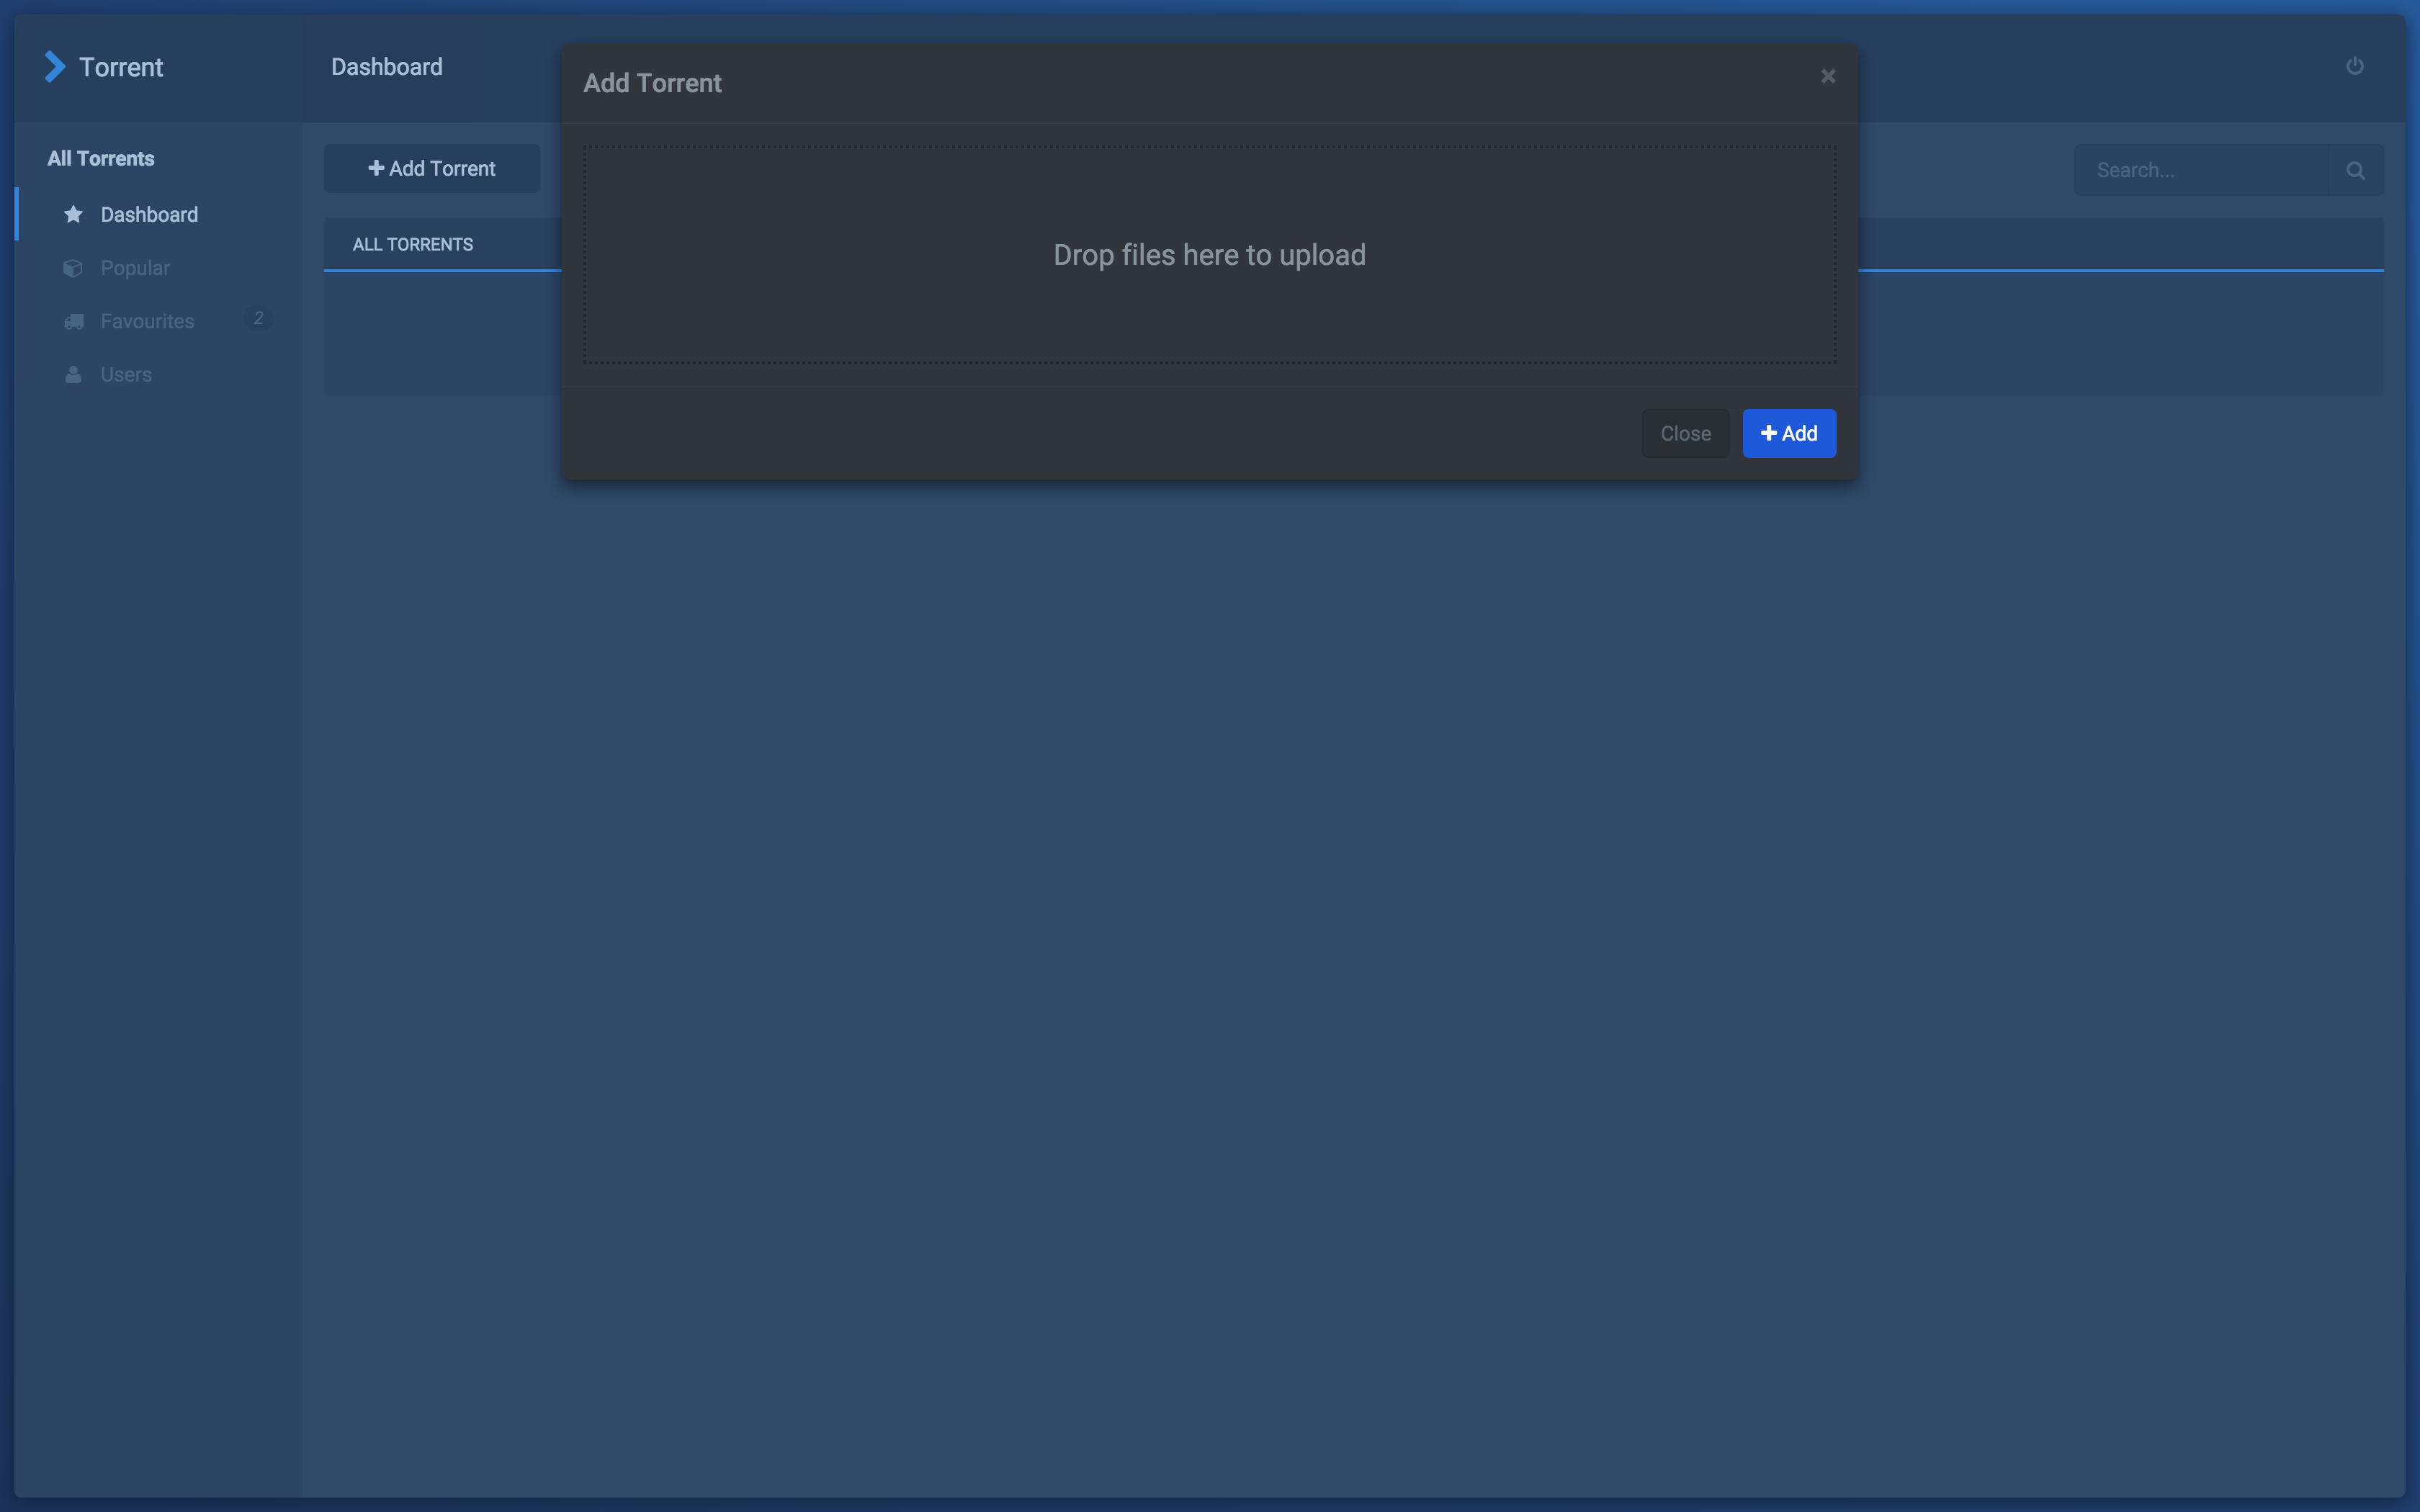 Torrent
Dashboard
Add Torrent
×
All Torrents
Dashboard
Popular
Favourites 2
Users
+ Add Torrent
Search...
ALL TORRENTS
Drop files here to upload
Close
+ Add